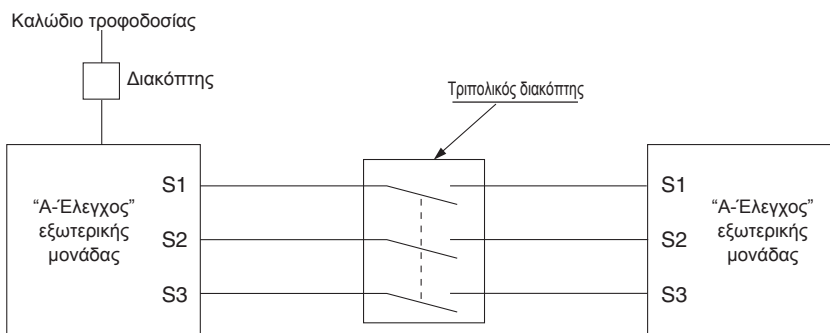 Καλώδιο τροφοδοσίας
Διακόπτης
Τριπολικός διακόπτης
“Α-Έλεγχος”
εξωτερικής
μονάδας
S1
S2
S3
S1
S2
S3
“Α-Έλεγχος”
εξωτερικής
μονάδας